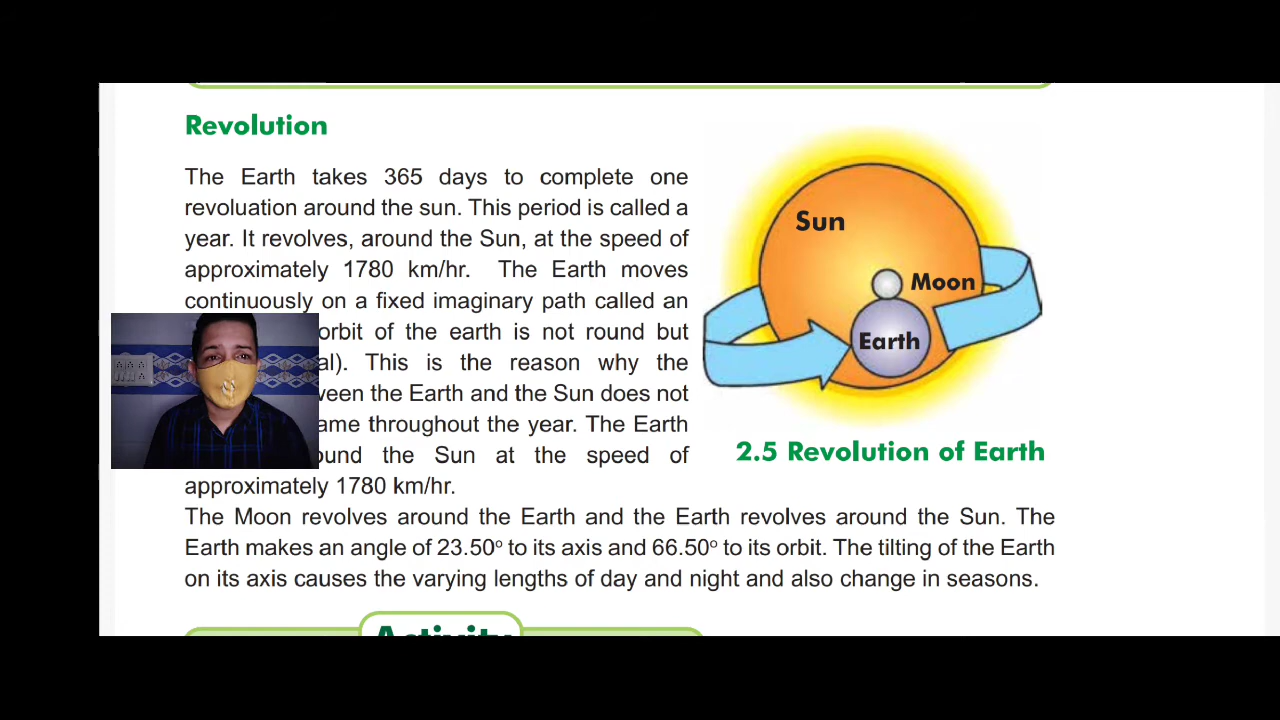 Revolution
The Earth takes 365 days to complete one
revoluation around the sun. This period is called a
year. It revolves, around the Sun, at the speed of
approximately 1780 km/hr. The Earth moves
continuously on a fixed imaginary path called an
orbit of the earth is not round but
al). This is the reason why the
ween the Earth and the Sun does not
ame throughout the year. The Earth
ound the Sun at the speed of
approximately 1780 km/hr.
The Moon revolves around the Earth and the Earth revolves around the Sun. The
Earth makes an angle of 23.50° to its axis and 66.50° to its orbit. The tilting of the Earth
on its axis causes the varying lengths of day and night and also change in seasons.
Sun
Moon
Earth
2.5 Revolution of Earth
Activity